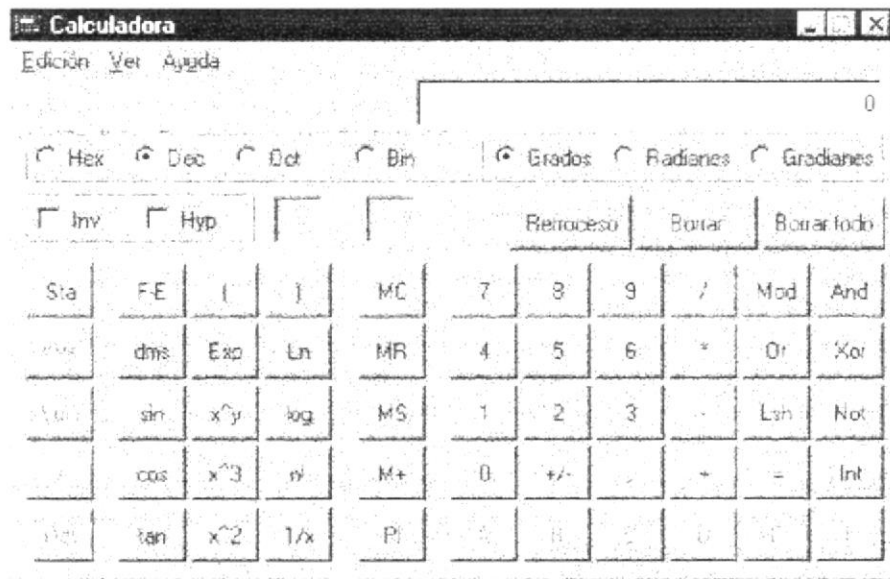 Calculadora
Edición Ver Ayuda
0
Hex Dec Oct Bin Grados Radianes Gradianes
Inv Hyp Retroceso Borrar Borrar todo
Sta F-E ( ) MC 7 8 9 / Mod And
dms Exp Ln MR 4 5 6 * Or Xor
sin x^y log MS 1 2 3 - Lsh Not
cos x^3 n! M+ 0 +/- + = Int
tan x^2 1/x PI